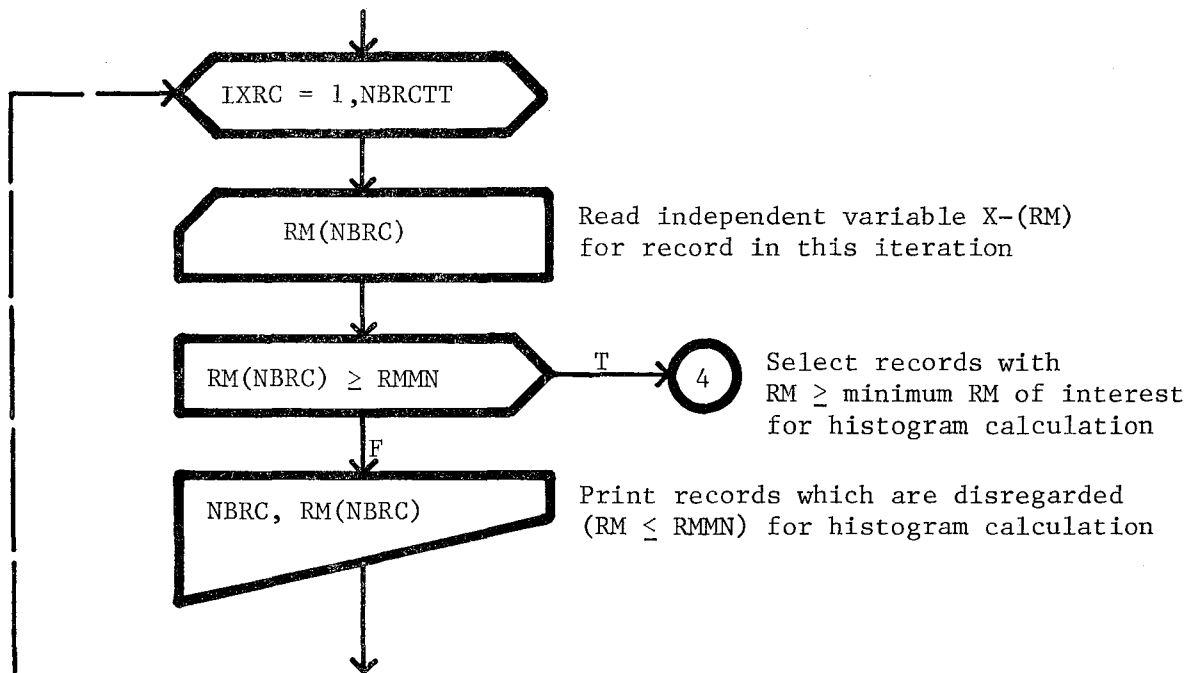 IXRC = 1,NBRCTT
RM(NBRC)
Read independent variable X-(RM)
for record in this iteration
RM(NBRC) ≥ RMMN
T
4
Select records with
RM ≥ minimum RM of interest
for histogram calculation
F
NBRC, RM(NBRC)
Print records which are disregarded
(RM ≤ RMMN) for histogram calculation